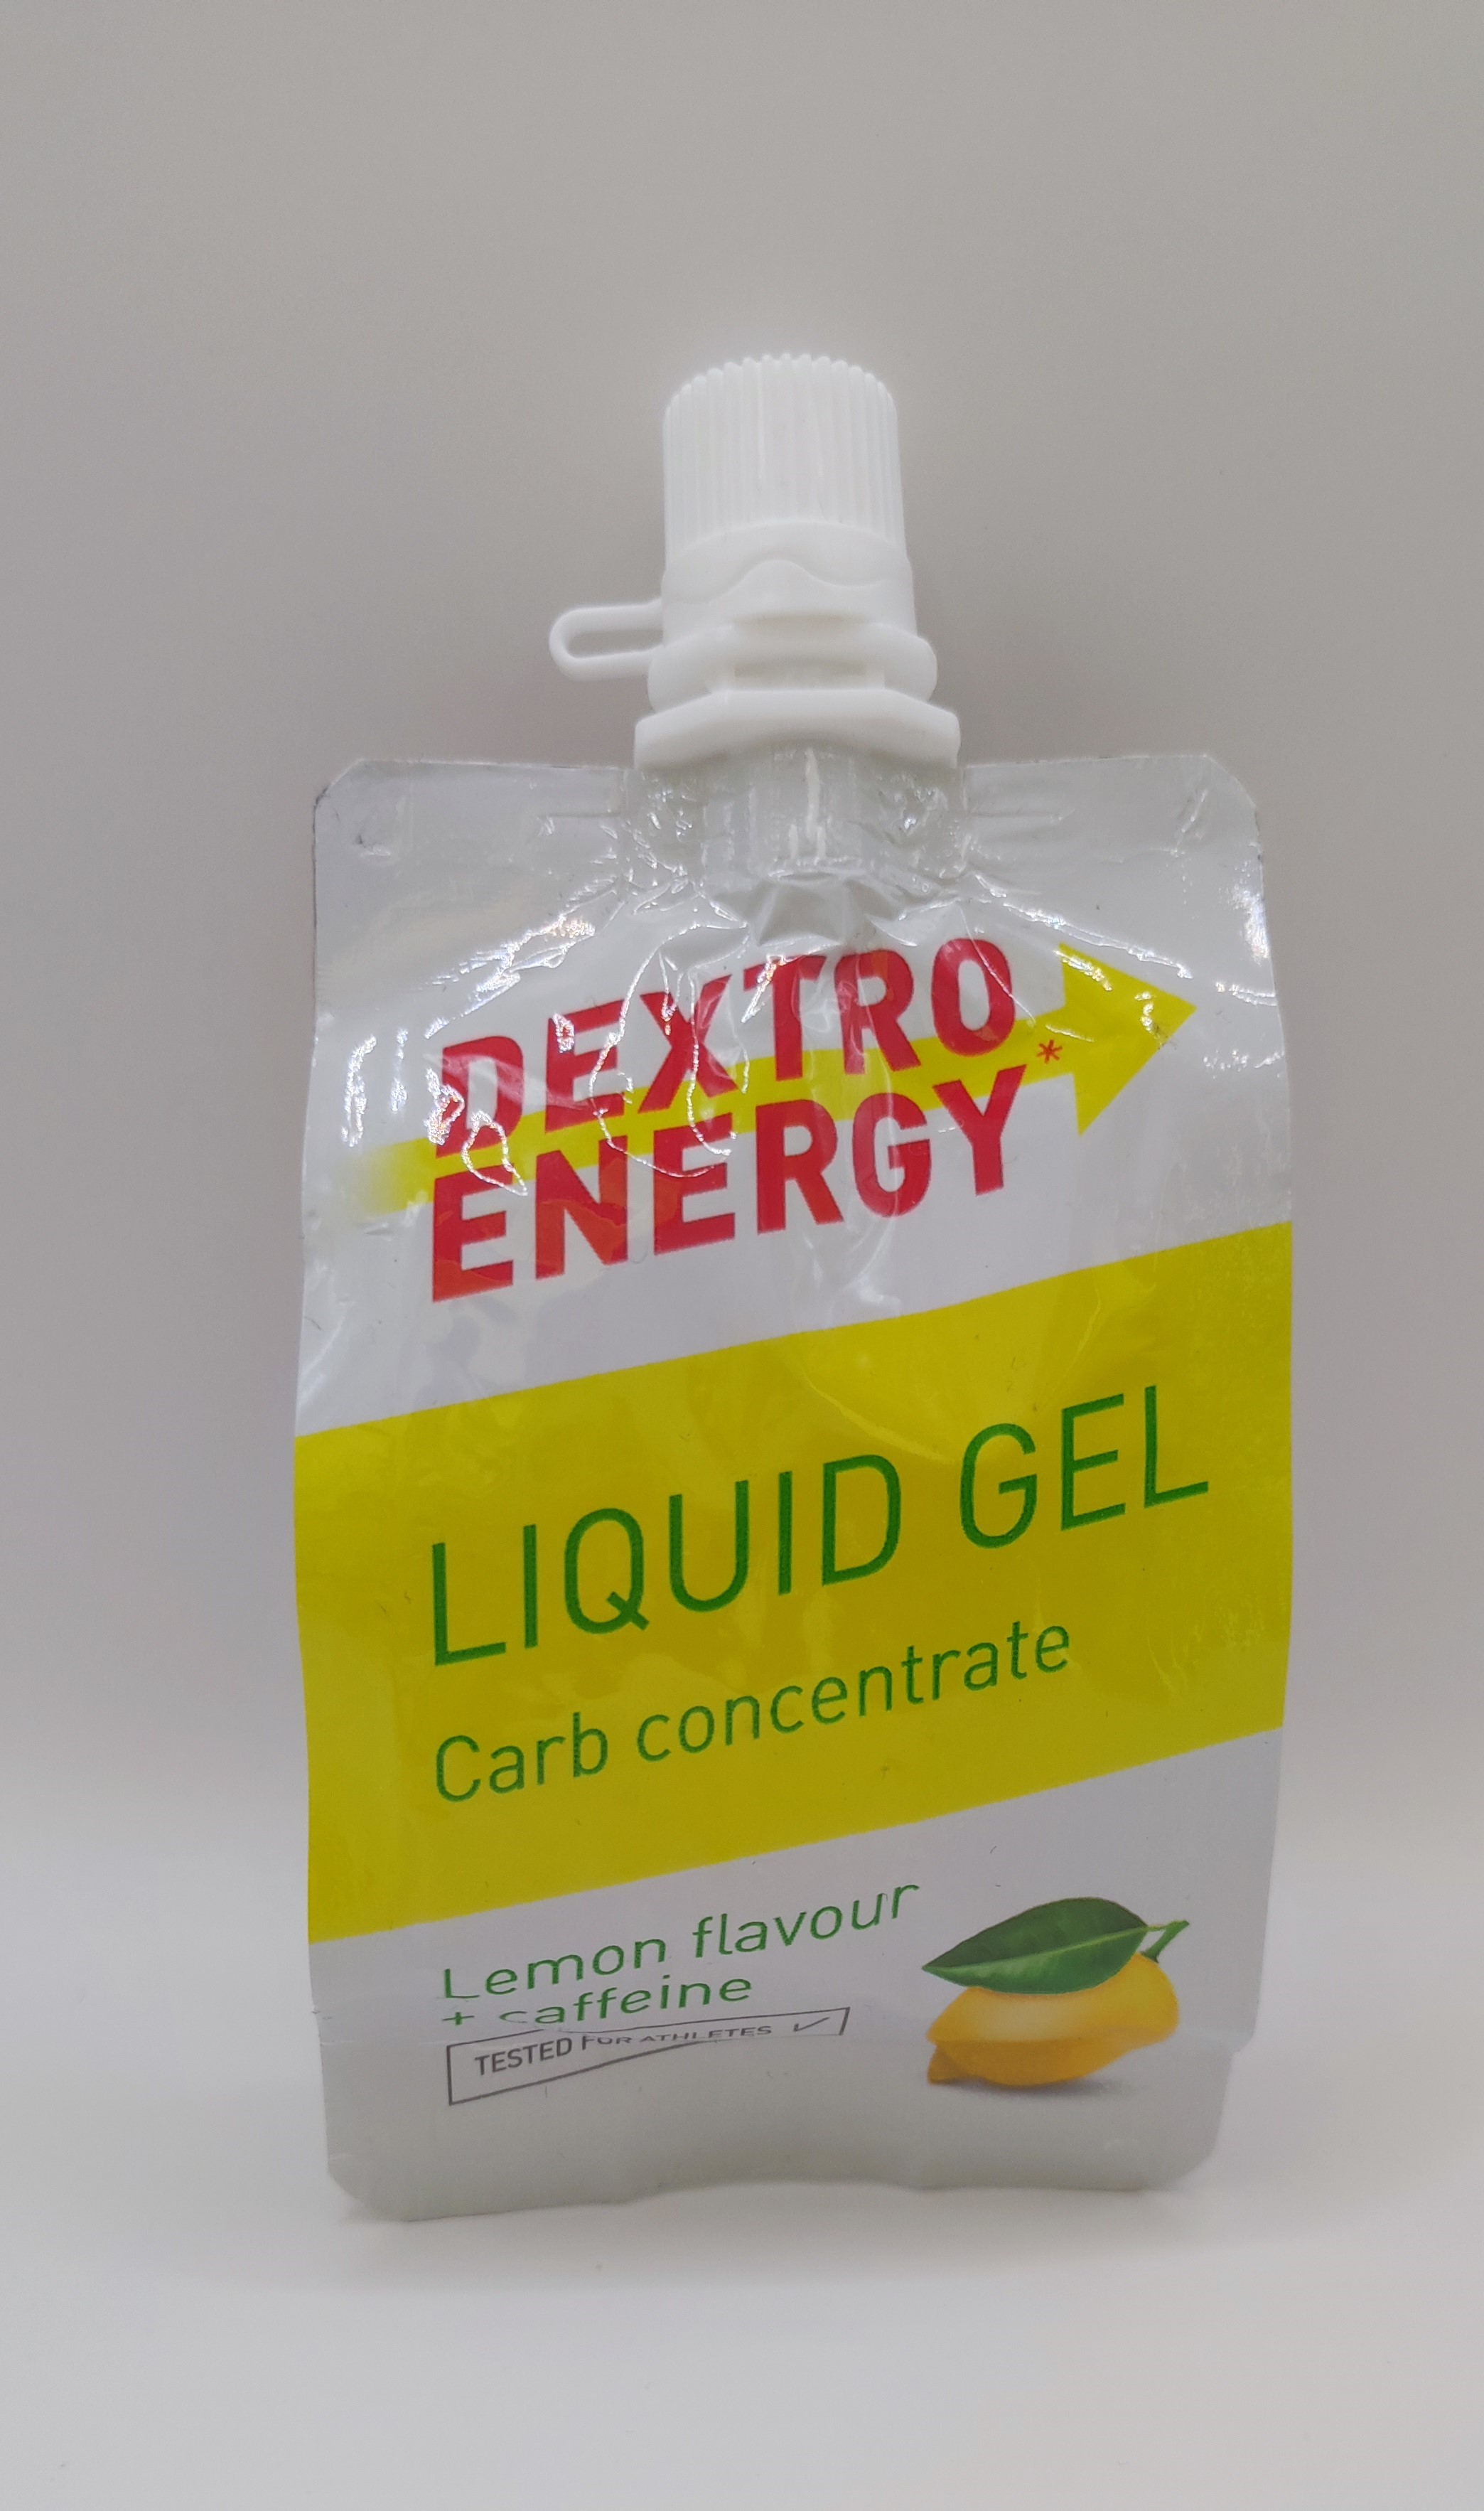 DEXTRO
ENERGY*
LIQUID GEL
Carb concentrate
Lemon flavour
+ caffeine
TESTED FOR ATHLETES